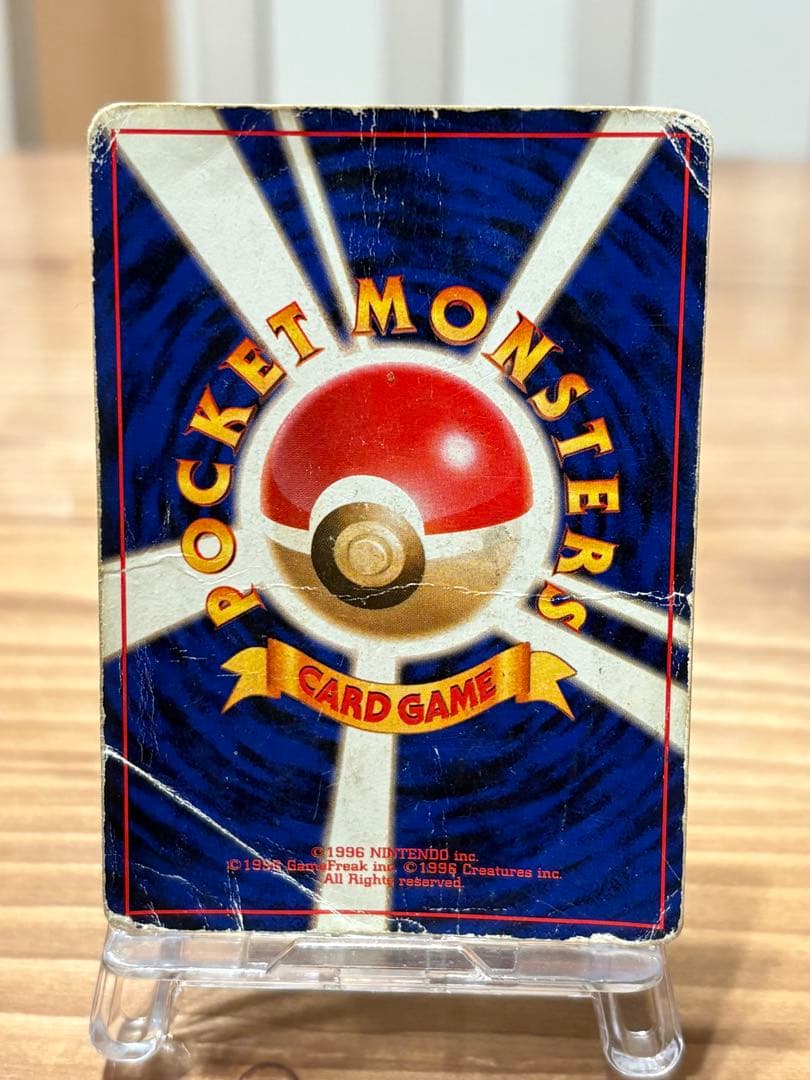 POCKET MONSTERS
CARD GAME
©1996 NINTENDO inc.
©1996 GameFreak inc. ©1996 Creatures inc.
All Rights reserved.